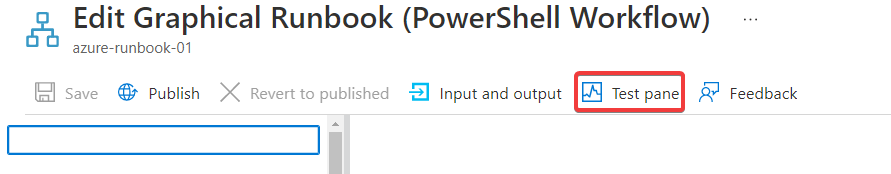 Edit Graphical Runbook (PowerShell Workflow) ...
azure-runbook-01
Save Publish Revert to published Input and output Test pane Feedback